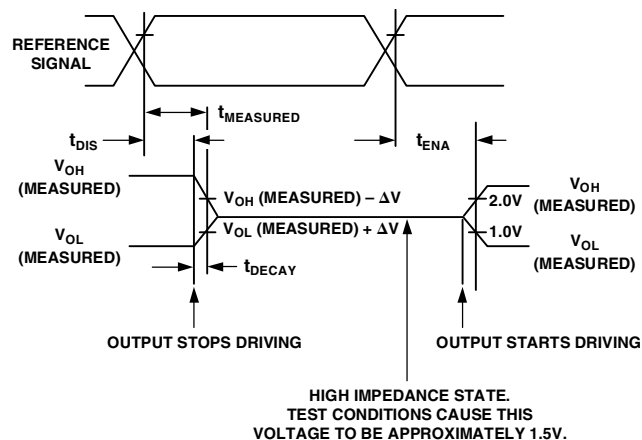 REFERENCE
SIGNAL
tMEASURED
tDIS
tENA
VOH
(MEASURED)
VOH (MEASURED) – ΔV
2.0V
VOH
(MEASURED)
VOL
(MEASURED)
VOL (MEASURED) + ΔV
1.0V
VOL
(MEASURED)
tDECAY
OUTPUT STOPS DRIVING
OUTPUT STARTS DRIVING
HIGH IMPEDANCE STATE.
TEST CONDITIONS CAUSE THIS
VOLTAGE TO BE APPROXIMATELY 1.5V.